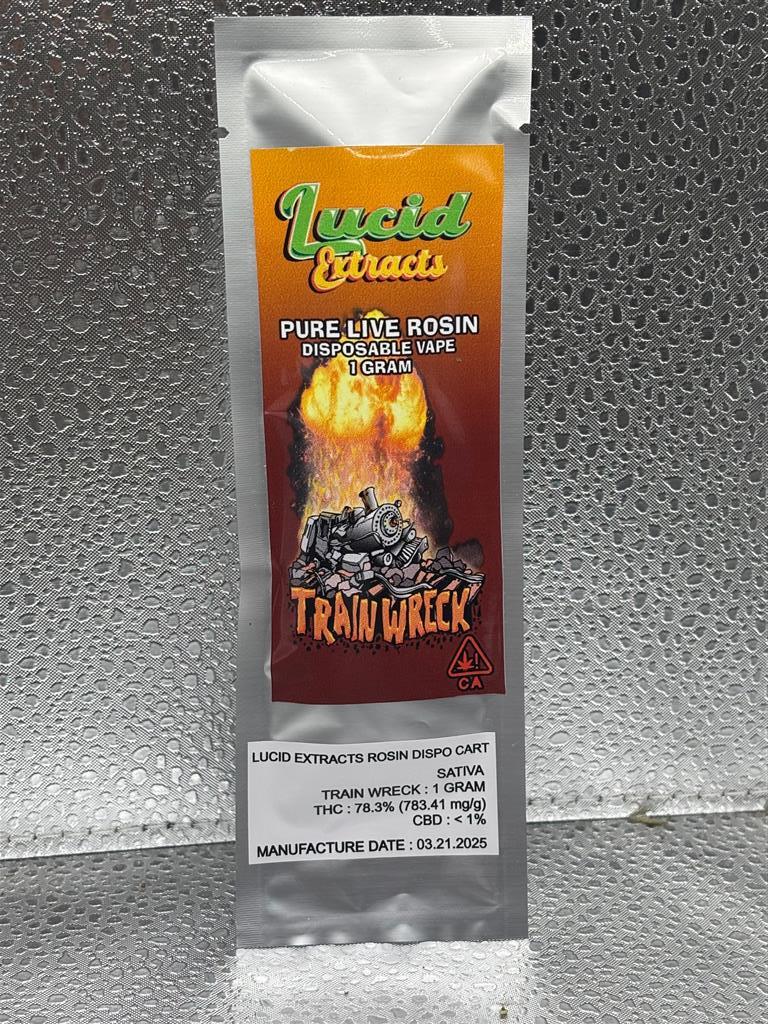 Lucid
Extracts
PURE LIVE ROSIN
DISPOSABLE VAPE
1 GRAM
TRAIN WRECK
CA
LUCID EXTRACTS ROSIN DISPO CART
SATIVA
TRAIN WRECK : 1 GRAM
THC : 78.3% (783.41 mg/g)
CBD : < 1%
MANUFACTURE DATE : 03.21.2025